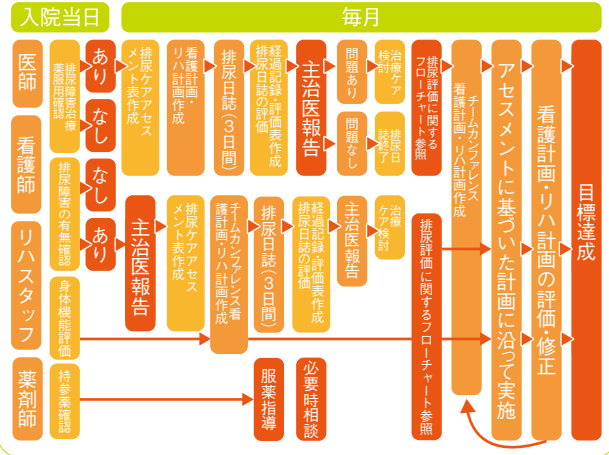 入院当日
毎月
医師
看護師
リハスタッフ
薬剤師
排尿障害治療
薬服用確認
あり
なし
排尿障害の有無確認
なし
あり
身体機能評価
持参薬確認
排尿ケアアセス
メント表作成
看護計画・
リハ計画作成
排尿日誌（3日間）
経過記録・評価表作成
排尿日誌の評価
主治医報告
問題あり
治療・ケア
検討
問題なし
排尿日
誌終了
排尿評価に関する
フローチャート参照
主治医報告
排尿ケアアセス
メント表作成
チームカンファレンス看
護計画・リハ計画作成
排尿日誌（3日間）
経過記録・評価表作成
排尿日誌の評価
主治医報告
治療・
ケア検討
排尿評価に関するフローチャート参照
服薬指導
必要時相談
チームカンファレンス
看護計画・リハ計画作成
アセスメントに基づいた計画に沿って実施
看護計画・リハ計画の評価・修正
目標達成